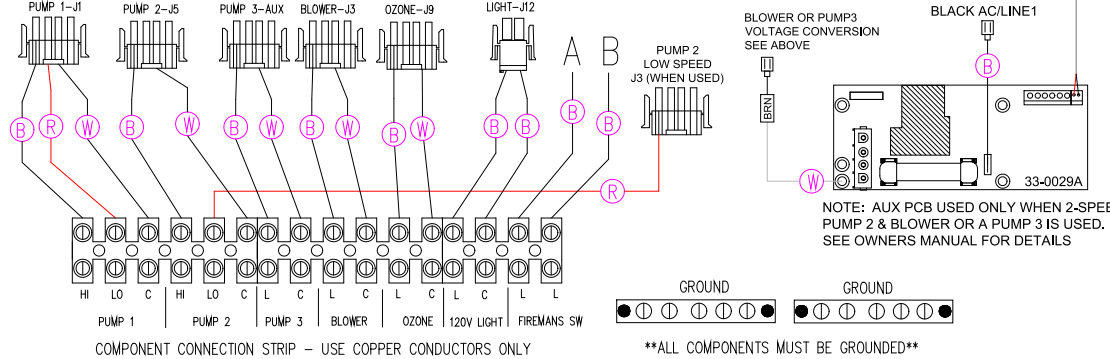 PUMP 1-J1
PUMP 2-J5
PUMP 3-AUX
BLOWER-J3
OZONE-J9
LIGHT-J12
A
B
PUMP 2
LOW SPEED
J3 (WHEN USED)
BLOWER OR PUMP3
VOLTAGE CONVERSION
SEE ABOVE
BLACK AC/LINE1
B
BRN
W
33-0029A
B
R
W
B
W
B
W
B
W
B
W
B
B
B
B
R
NOTE: AUX PCB USED ONLY WHEN 2-SPEE
PUMP 2 & BLOWER OR A PUMP 3 IS USED.
SEE OWNERS MANUAL FOR DETAILS
HI LO C HI LO C L C L C L C L C L L
PUMP 1 PUMP 2 PUMP 3 BLOWER OZONE 120V LIGHT FIREMANS SW
COMPONENT CONNECTION STRIP - USE COPPER CONDUCTORS ONLY
GROUND GROUND
**ALL COMPONENTS MUST BE GROUNDED**